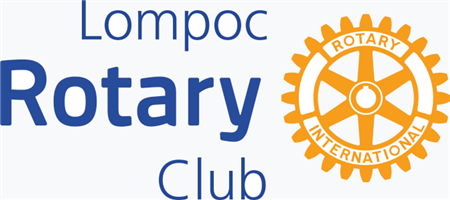 Lompoc
Rotary
Club
ROTARY
INTERNATIONAL